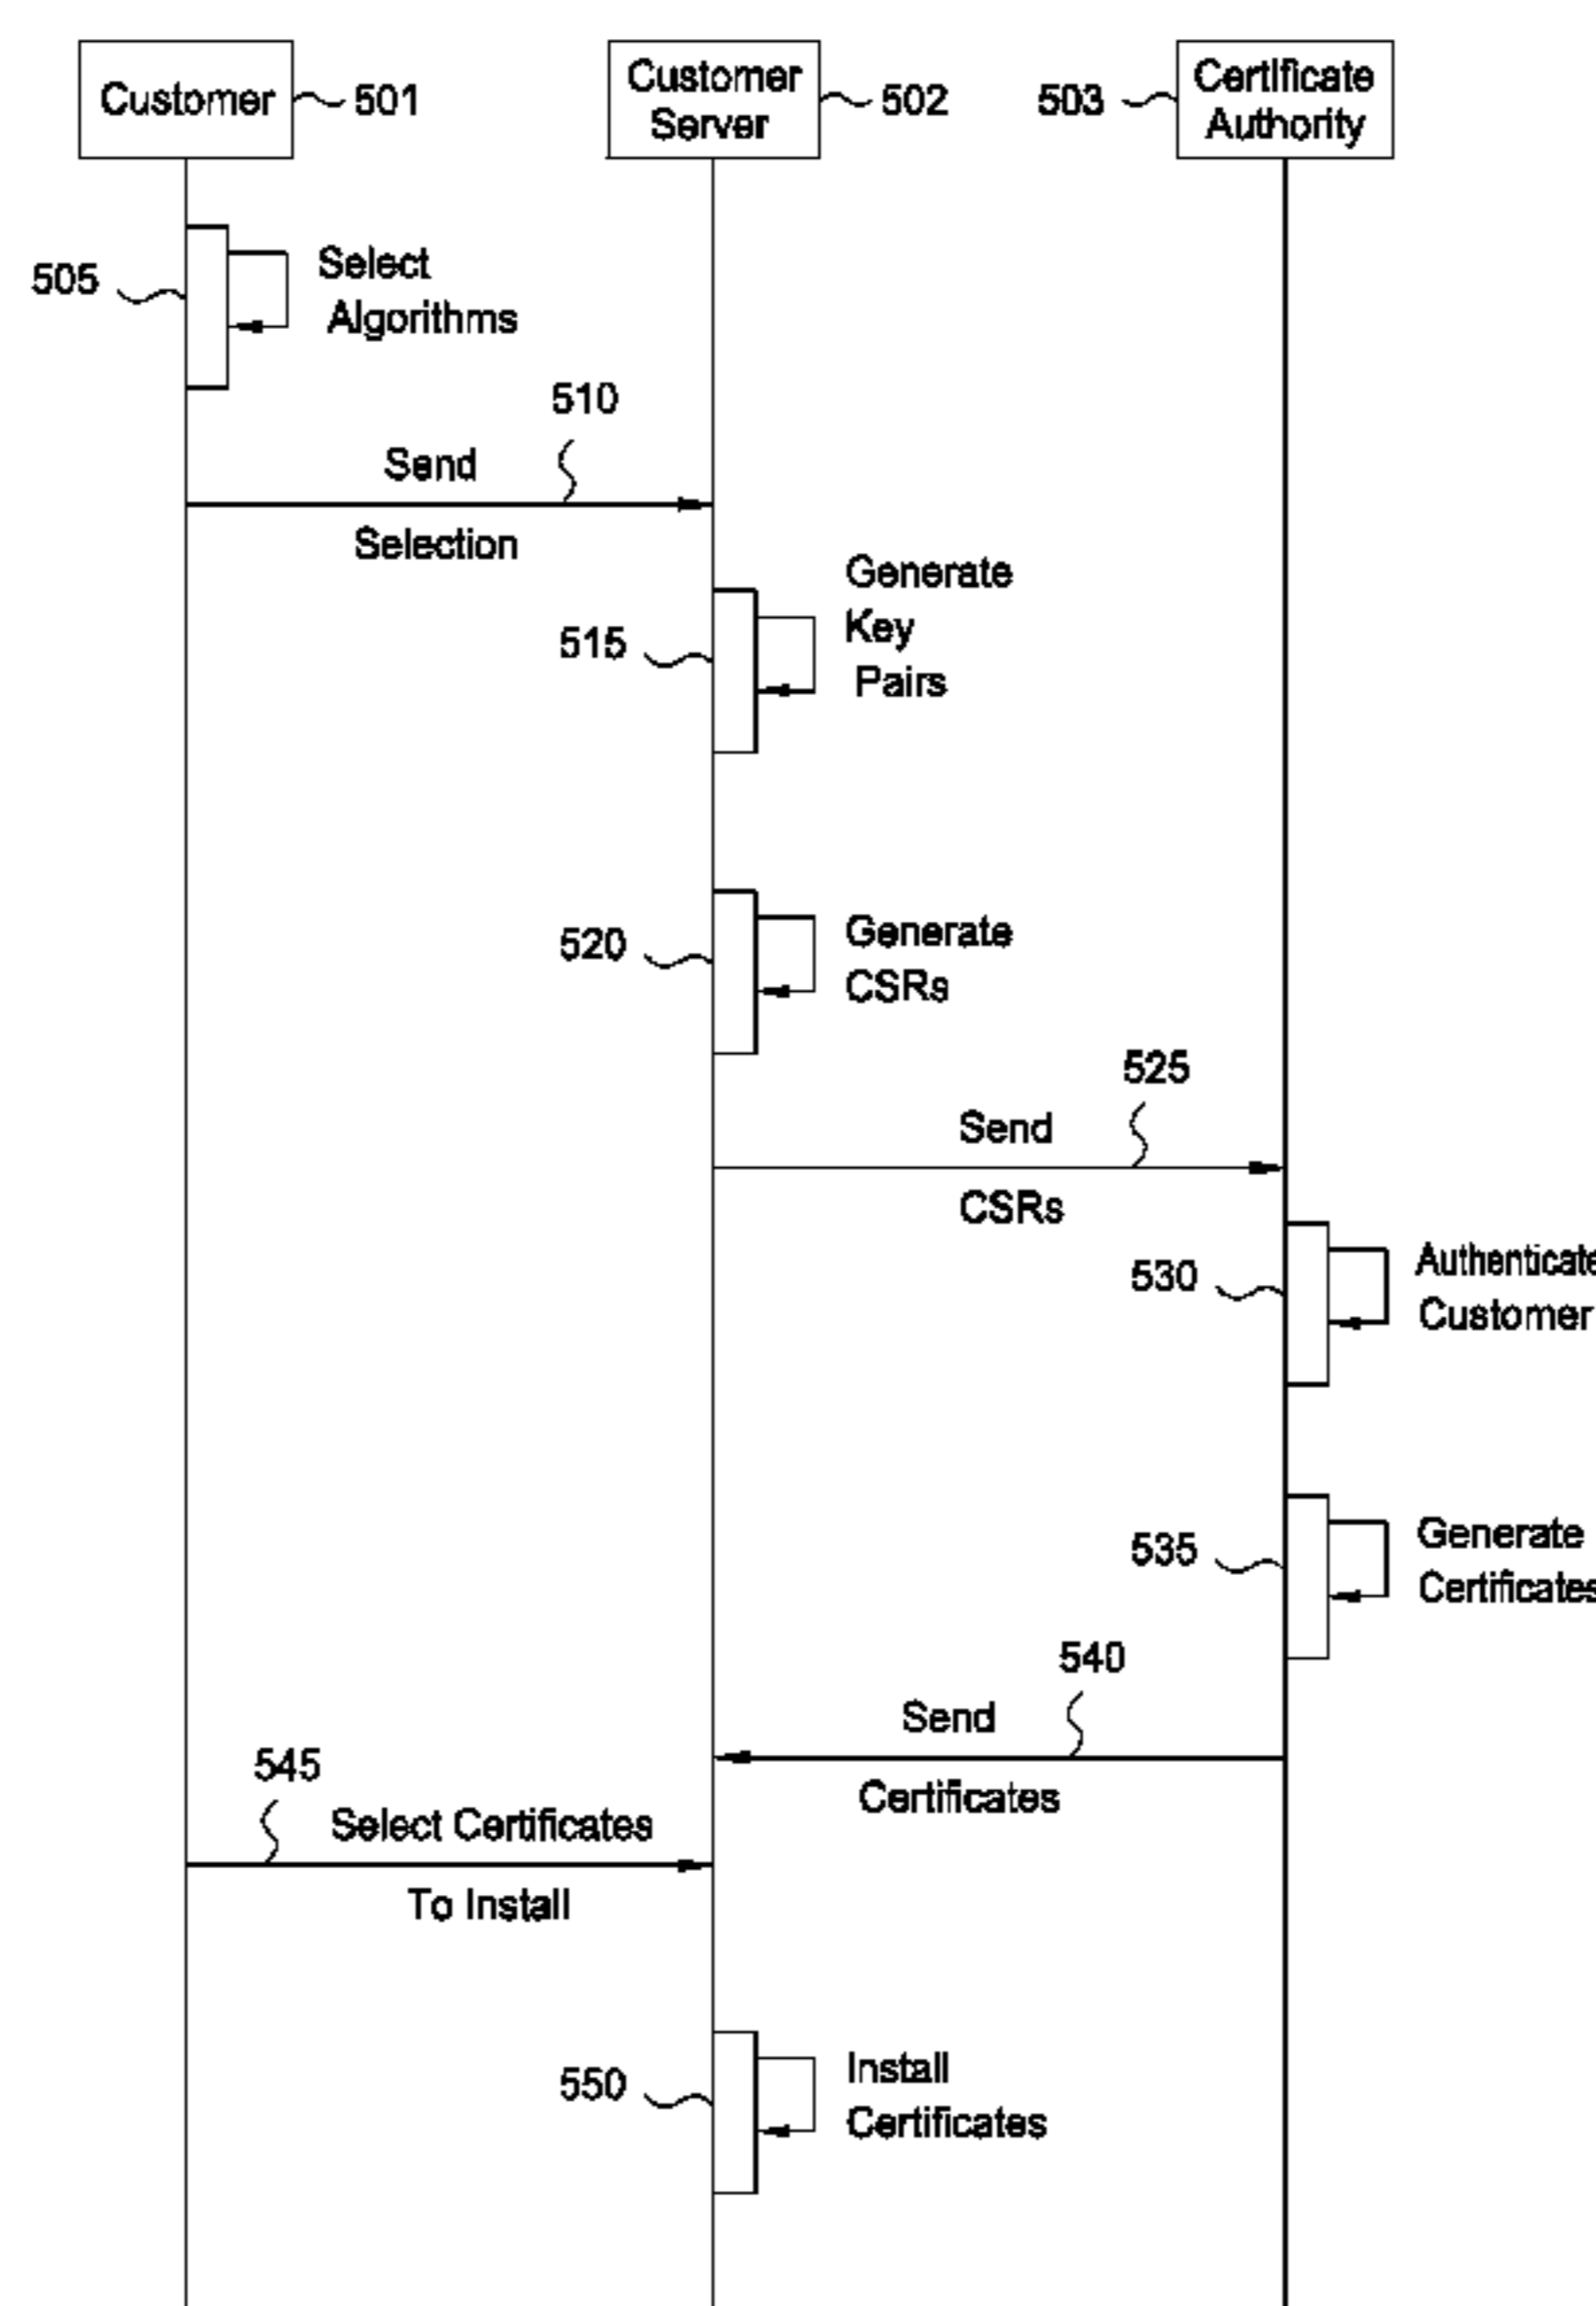 Customer
501
Customer
Server
502
503
Certificate
Authority
505
Select
Algorithms
510
Send
Selection
Generate
Key
Pairs
515
520
Generate
CSRs
525
Send
CSRs
530
Authenticate
Customer
535
Generate
Certificates
540
Send
Certificates
545
Select Certificates
To Install
550
Install
Certificates